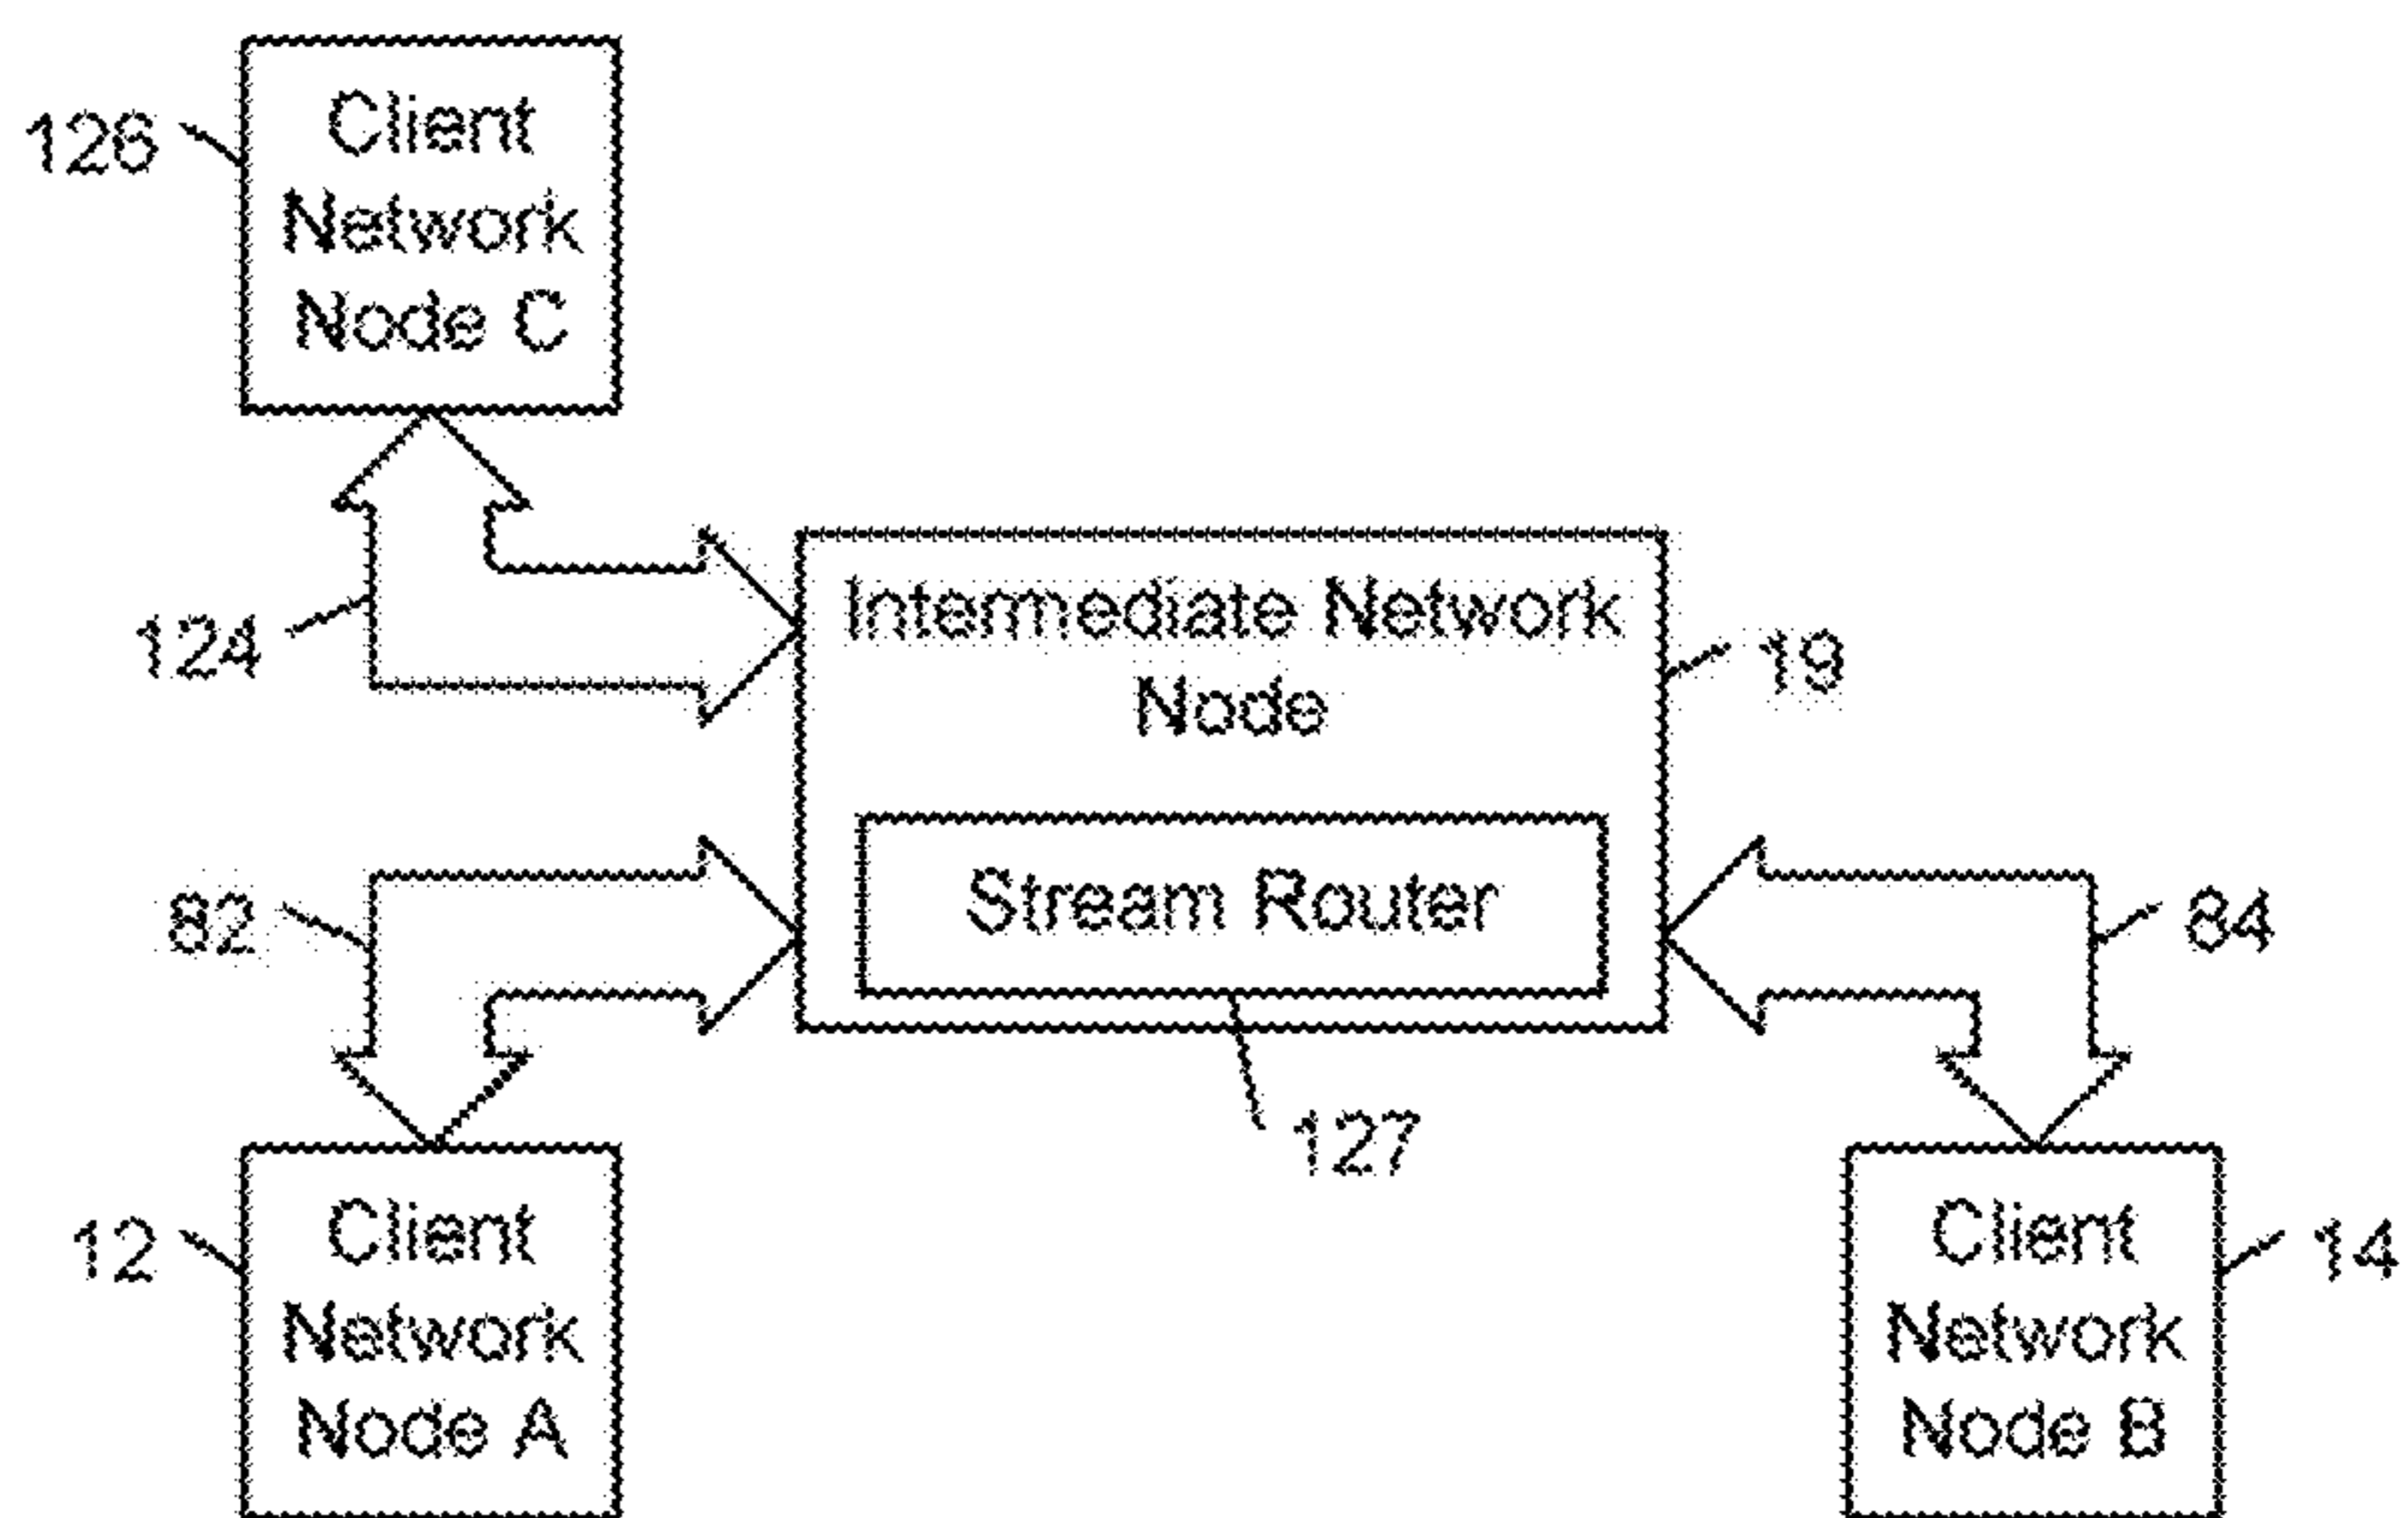 126
Client
Network
Node C
124
Intermediate Network
Node
19
82
Stream Router
84
127
12
Client
Network
Node A
Client
Network
Node B
14